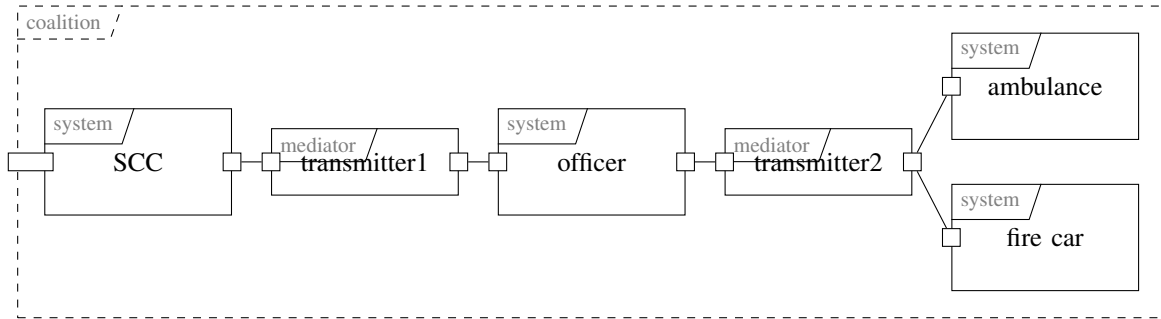 coalition
system
SCC
mediator
transmitter1
system
officer
mediator
transmitter2
system
ambulance
system
fire car